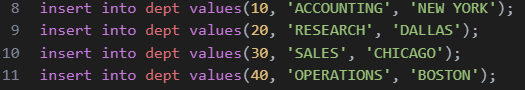 8 insert into dept values(10, 'ACCOUNTING', 'NEW YORK');
9 insert into dept values(20, 'RESEARCH', 'DALLAS');
10 insert into dept values(30, 'SALES', 'CHICAGO');
11 insert into dept values(40, 'OPERATIONS', 'BOSTON');